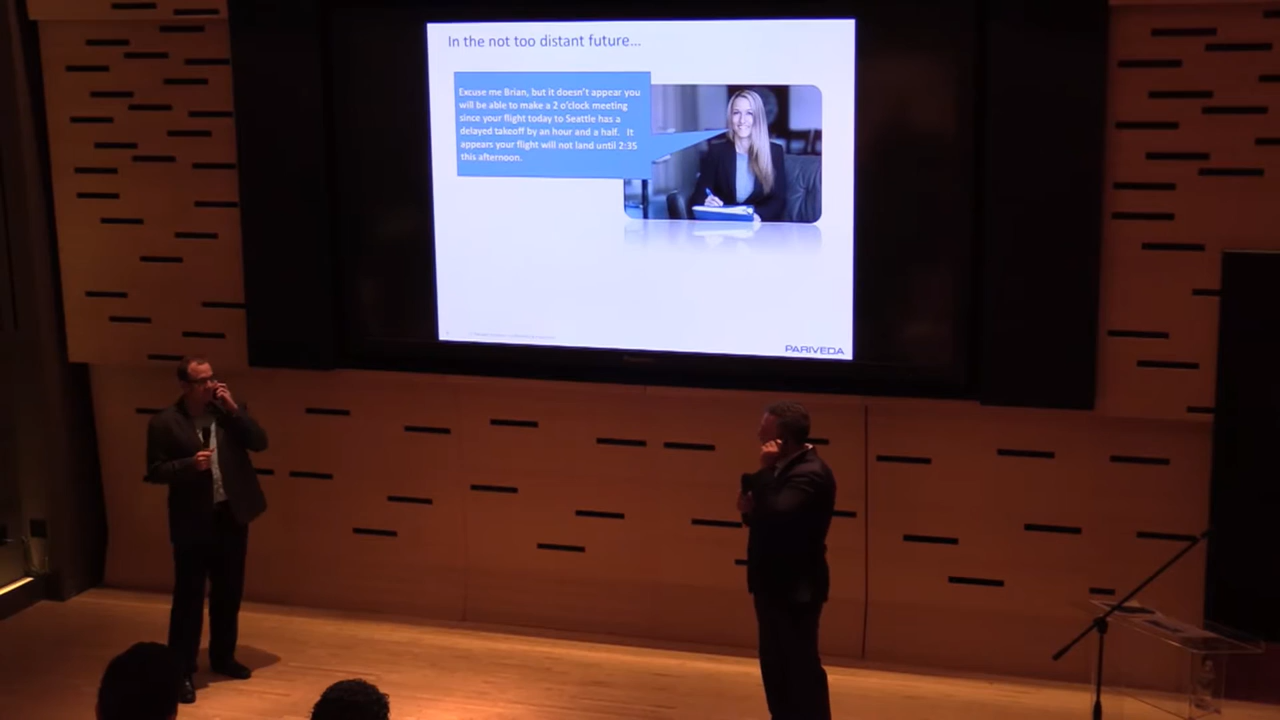 In the not too distant future...
Excuse me Brian, but it doesn't appear you
will be able to make a 2 o'clock meeting
since your flight today to Seattle has a
delayed takeoff by an hour and a half.   It
appears your flight will not land until 2:35
this afternoon.
PARIVEDA